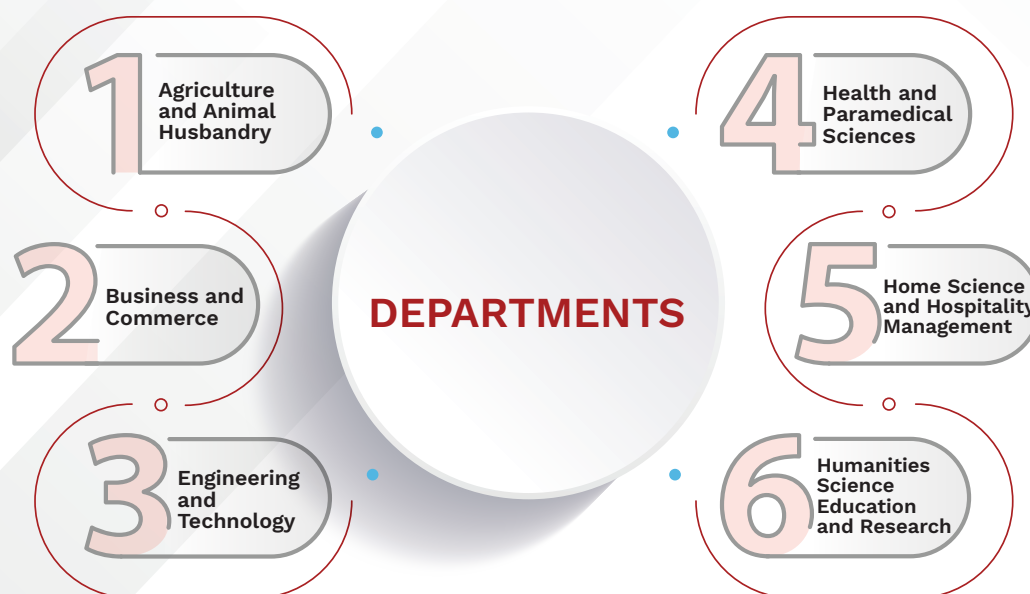 1
Agriculture
and Animal
Husbandry
2
Business and
Commerce
3
Engineering
and
Technology
DEPARTMENTS
4
Health and
Paramedical
Sciences
5
Home Science
and Hospitality
Management
6
Humanities
Science
Education
and Research